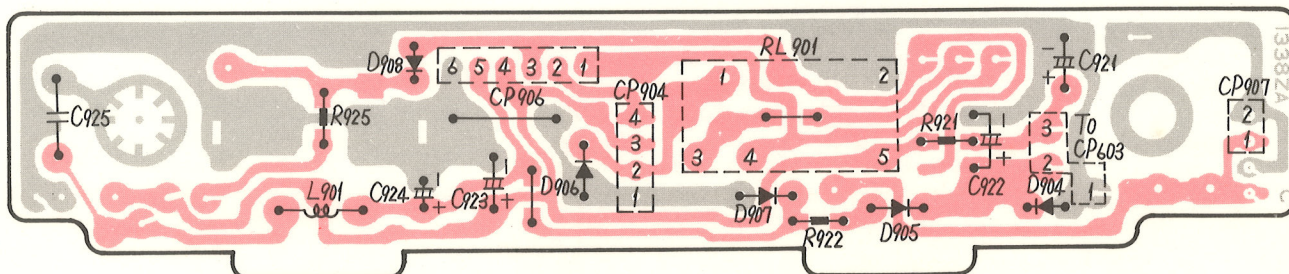 D908
6 5 4 3 2 1
CP906
CP904
4
3
2
1
RL901
1
2
3 4 5
C921
- +
13382A
CP907
2
1
C925
R925
R921
C922
- +
3
2
1
TO
CP603
D904
D906
L901
C924
- +
C923
- +
D907
R922
D905
C